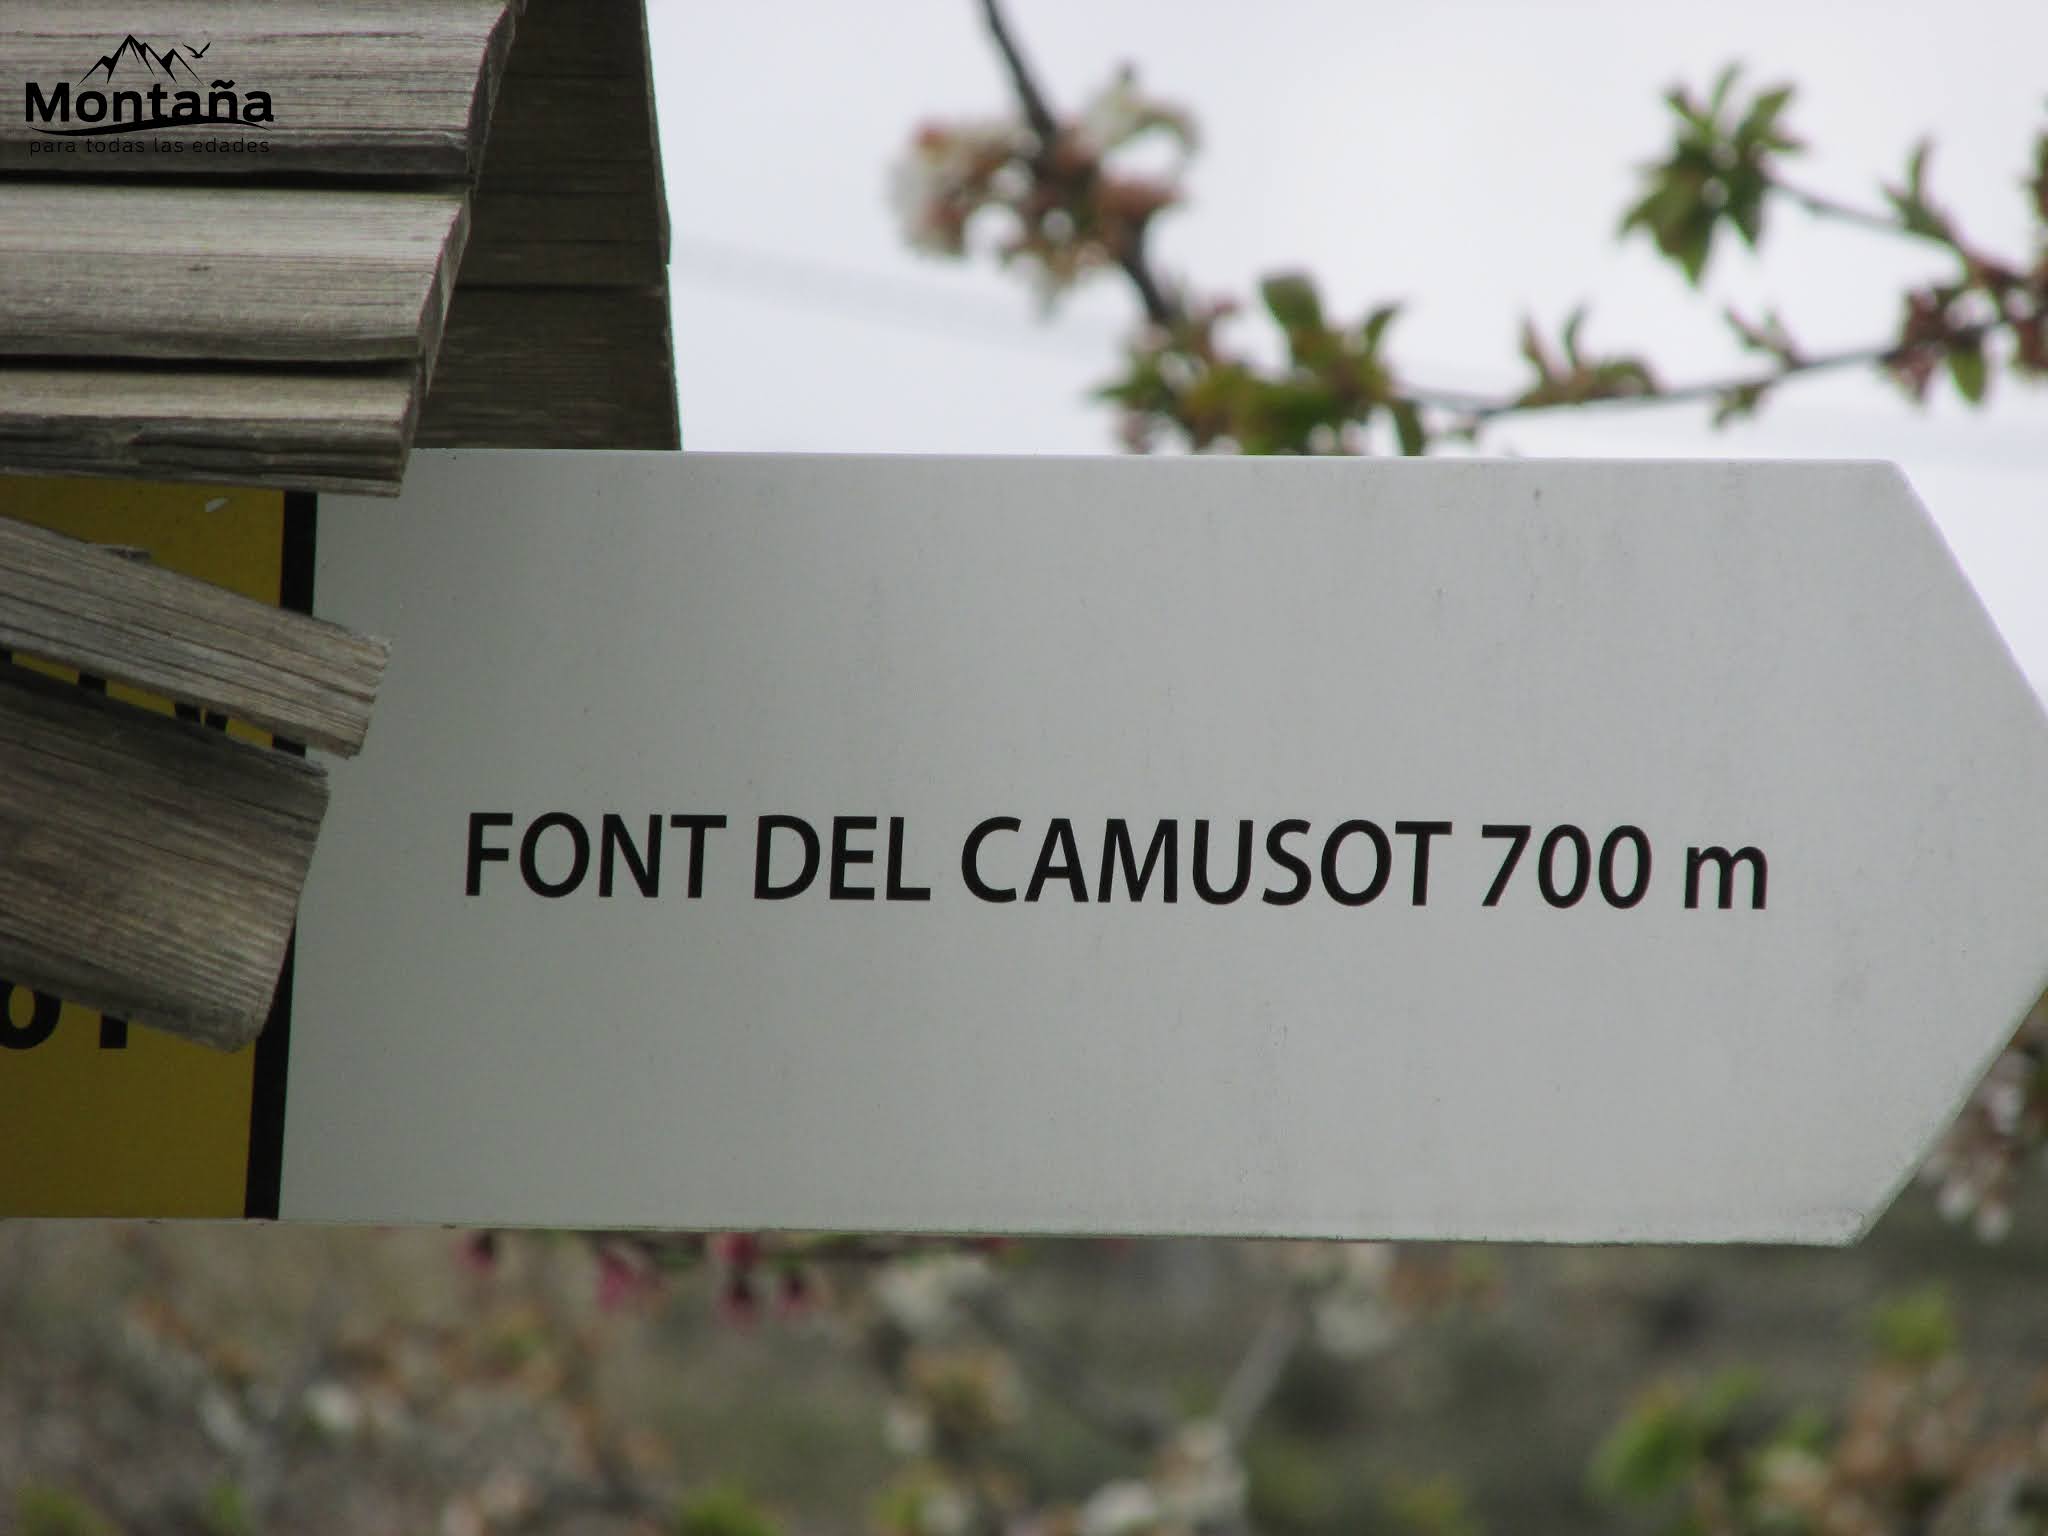 Montaña
para todas las edades
FONT DEL CAMUSOT 700 m